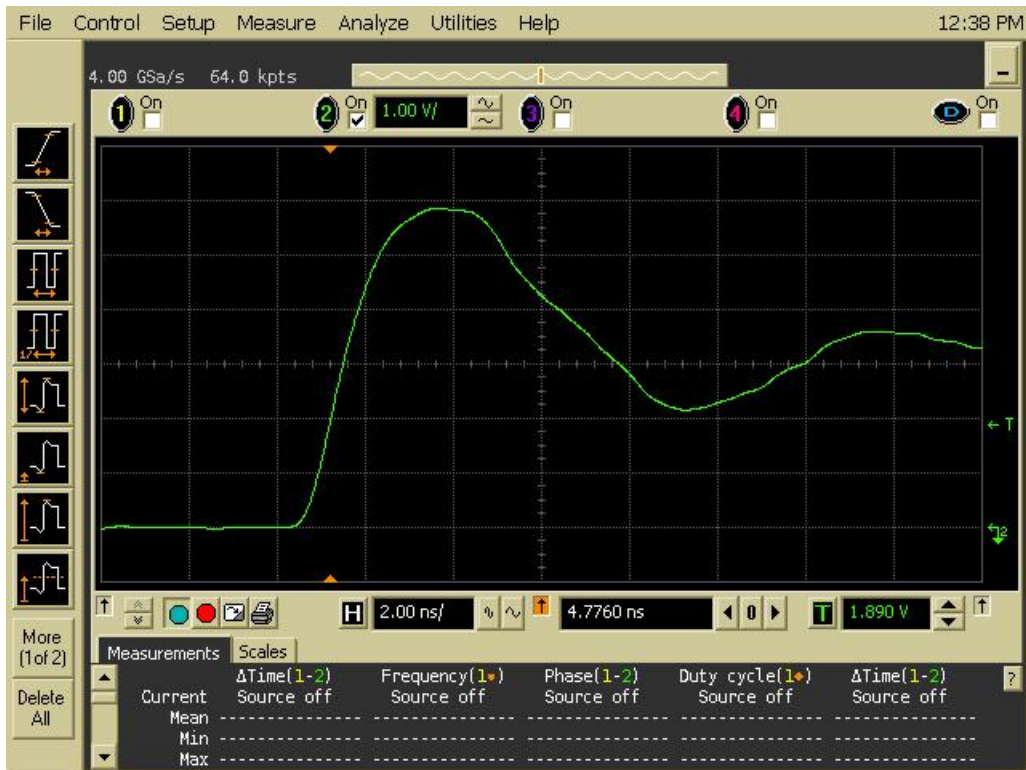 File Control Setup Measure Analyze Utilities Help 12:38 PM
4.00 GSa/s 64.0 kpts
1 On 2 On 1.00 V/ 3 On 4 On D On
T
2
H 2.00 ns/ T 4.7760 ns 0 T 1.890 V
More
(1of 2)
Delete
All
Measurements Scales
ΔTime(1-2) Frequency(1) Phase(1-2) Duty cycle(1) ΔTime(1-2) ?
Current Source off Source off Source off Source off Source off
Mean --------------- --------------- --------------- --------------- ---------------
Min --------------- --------------- --------------- --------------- ---------------
Max --------------- --------------- --------------- --------------- ---------------